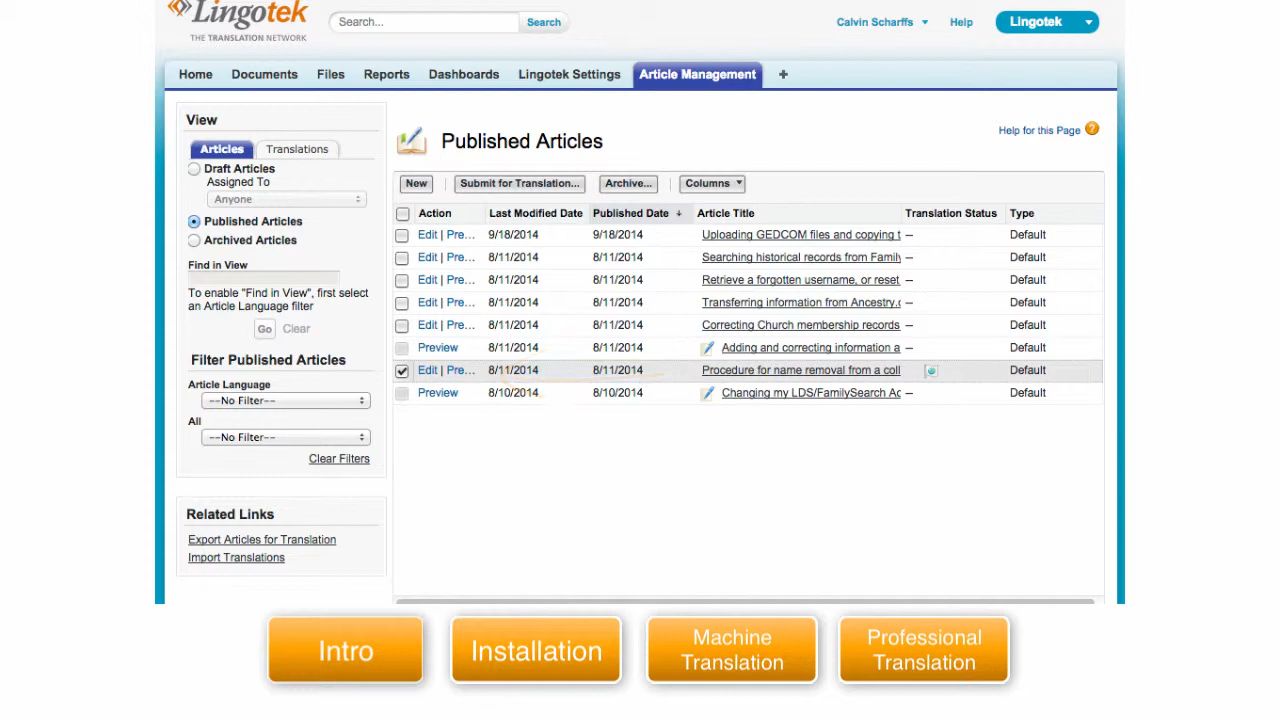 Lingotek
THE TRANSLATION NETWORK
Search...
Search
Calvin Scharffs
Help
Lingotek
Home
Documents
Files
Reports
Dashboards
Lingotek Settings
Article Management
+
View
Articles
Translations
Draft Articles
Assigned To
Anyone
Published Articles
Archived Articles
Find in View
To enable "Find in View", first select
an Article Language filter
Go
Clear
Filter Published Articles
Article Language
--No Filter--
All
--No Filter--
Clear Filters
Related Links
Export Articles for Translation
Import Translations
Published Articles
Help for this Page ?
New
Submit for Translation...
Archive...
Columns
Action Last Modified Date Published Date Article Title Translation Status Type
Edit | Pre... 9/18/2014 9/18/2014 Uploading GEDCOM files and copying t -- Default
Edit | Pre... 8/11/2014 8/11/2014 Searching historical records from Family -- Default
Edit | Pre... 8/11/2014 8/11/2014 Retrieve a forgotten username, or reset -- Default
Edit | Pre... 8/11/2014 8/11/2014 Transferring information from Ancestry.c -- Default
Edit | Pre... 8/11/2014 8/11/2014 Correcting Church membership records -- Default
Preview 8/11/2014 8/11/2014 Adding and correcting information a -- Default
Edit | Pre... 8/11/2014 8/11/2014 Procedure for name removal from a coll Default
Preview 8/10/2014 8/10/2014 Changing my LDS/FamilySearch Ac -- Default
Intro
Installation
Machine
Translation
Professional
Translation